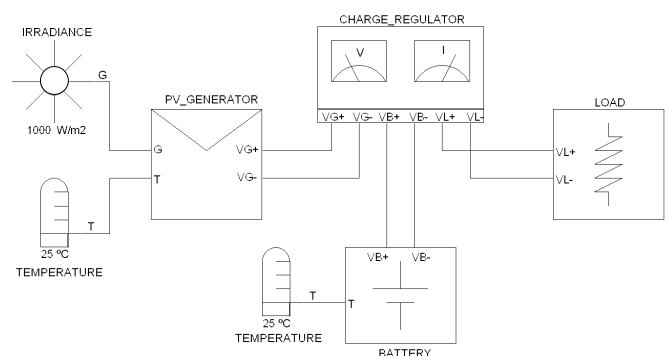 CHARGE_REGULATOR
IRRADIANCE
V I
G
1000 W/m2
PV_GENERATOR
LOAD
VG+ VG- VB+ VB- VL+ VL-
G VG+
T VG-
VL+
VL-
T
25 ºC
TEMPERATURE
VB+ VB-
T T
25 ºC
TEMPERATURE
BATTERY